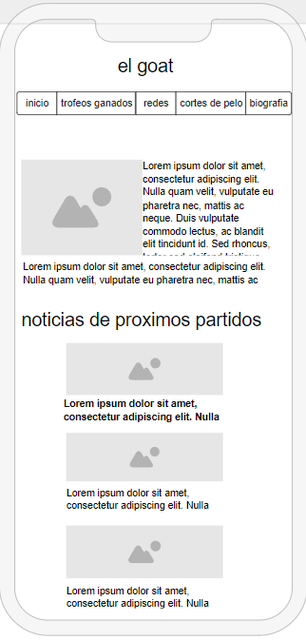 el goat
inicio trofeos ganados redes cortes de pelo biografia
Lorem ipsum dolor sit amet,
consectetur adipiscing elit.
Nulla quam velit, vulputate eu
pharetra nec, mattis ac
neque. Duis vulputate
commodo lectus, ac blandit
elit tincidunt id. Sed rhoncus,
Lorem ipsum dolor sit amet, consectetur adipiscing elit.
Nulla quam velit, vulputate eu pharetra nec, mattis ac
noticias de proximos partidos
Lorem ipsum dolor sit amet,
consectetur adipiscing elit. Nulla
Lorem ipsum dolor sit amet,
consectetur adipiscing elit. Nulla
Lorem ipsum dolor sit amet,
consectetur adipiscing elit. Nulla